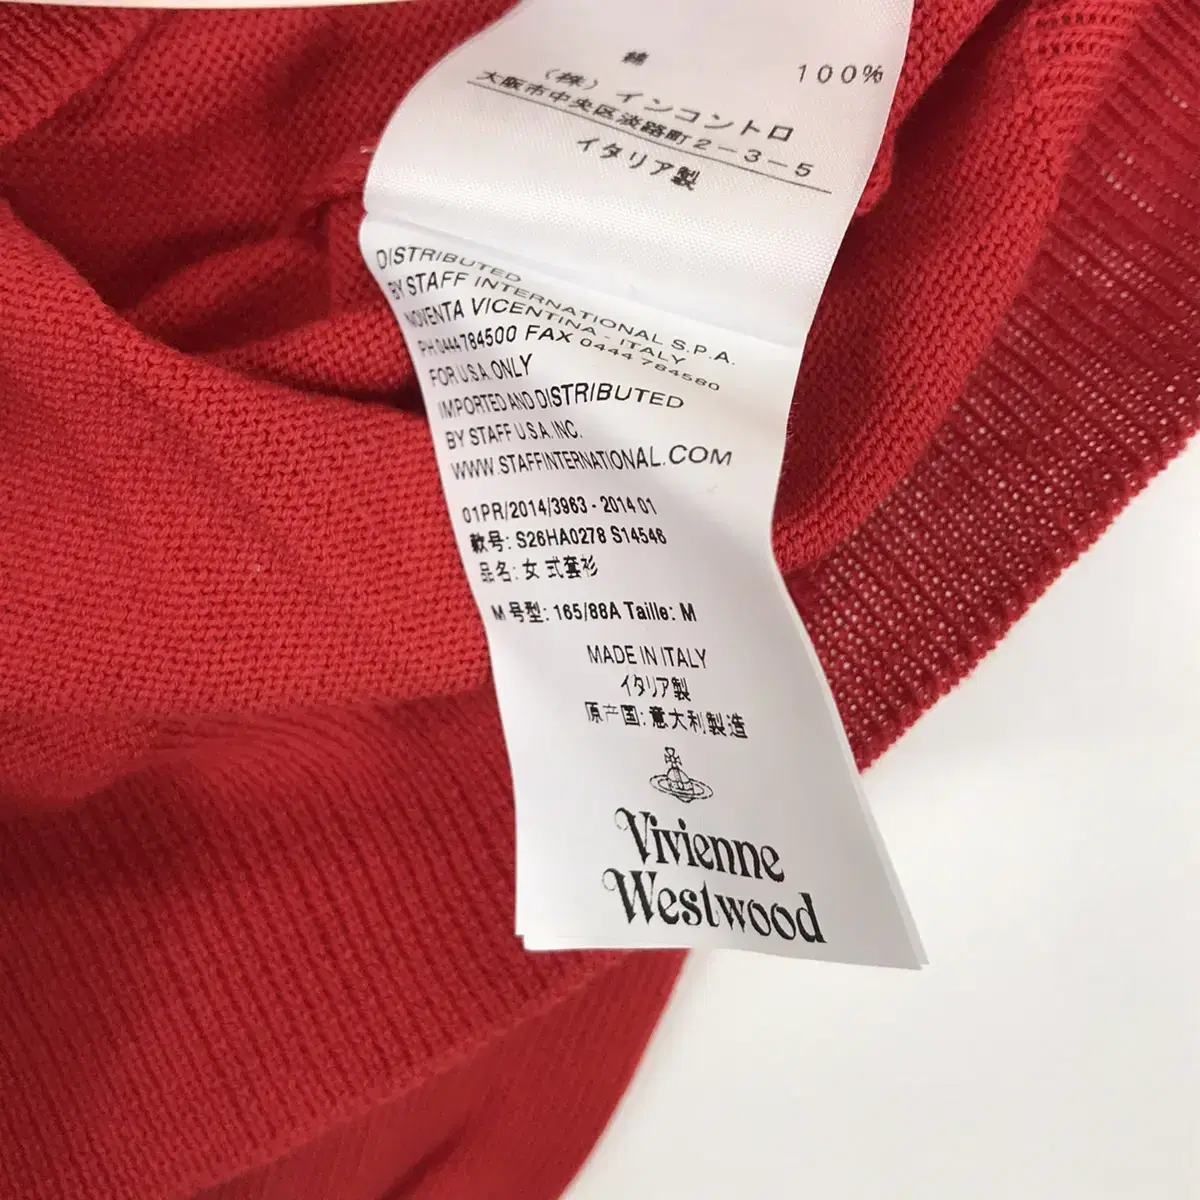 綿 100%
(株)インコントロ
大阪市中央区淡路町2-3-5
イタリア製
DISTRIBUTED
BY STAFF INTERNATIONAL S.P.A.
NOVENTA VICENTINA - ITALY
PH 0444 784500 FAX 0444 784580
FOR U.S.A. ONLY
IMPORTED AND DISTRIBUTED
BY STAFF U.S.A. INC.
WWW.STAFFINTERNATIONAL.COM
01PR/2014/3963 - 2014 01
款号: S26HA0278 S14546
品名: 女式套衫
M 号型: 165/88A Taille: M
MADE IN ITALY
イタリア製
原产国: 意大利製造
Vivienne
Westwood